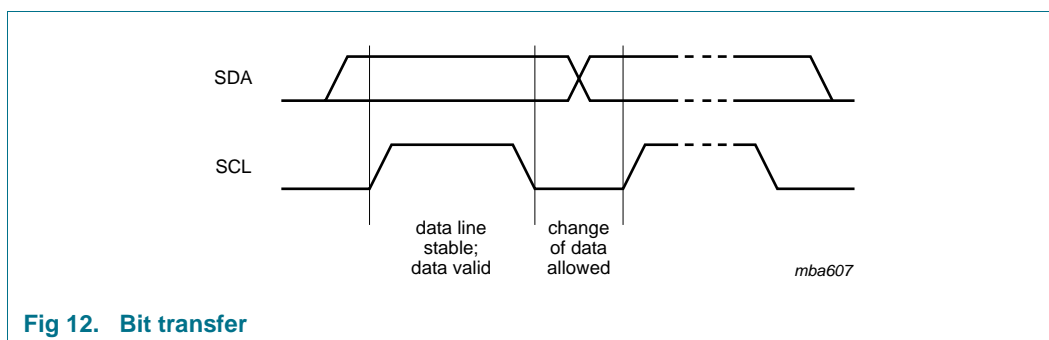 SDA
SCL
data line
stable;
data valid
change
of data
allowed
mba607
Fig 12. Bit transfer